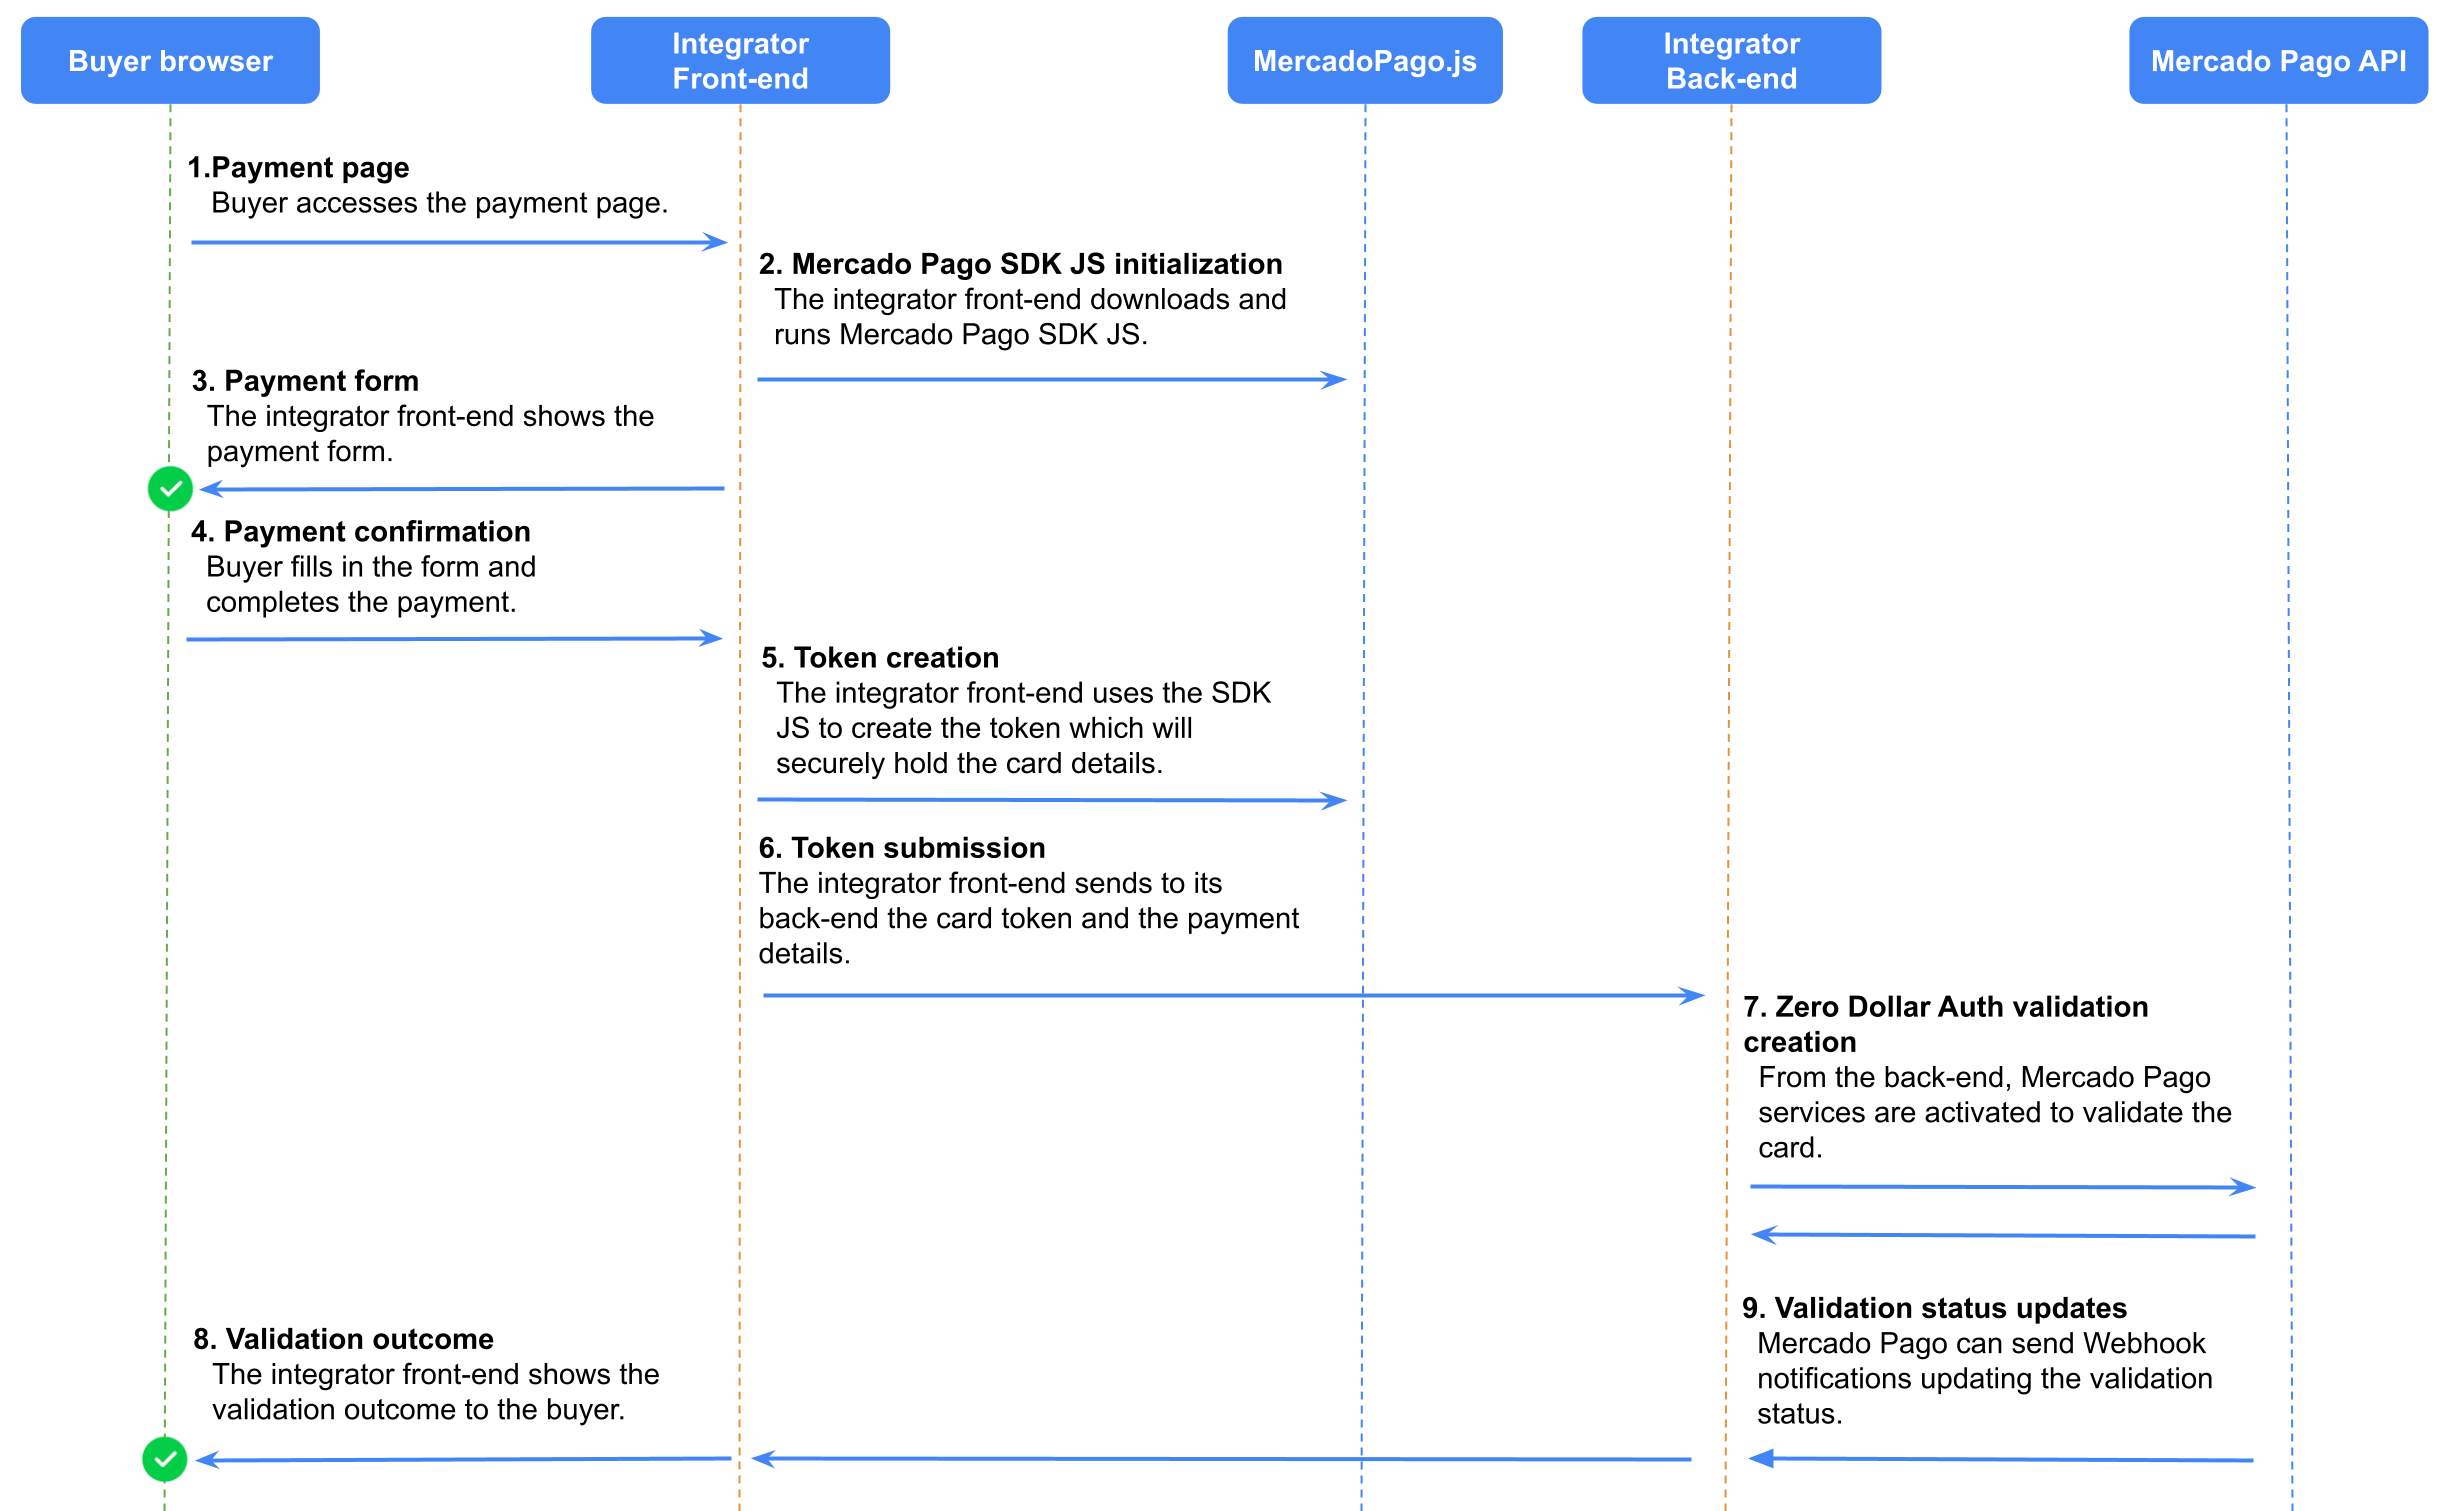 Buyer browser
Integrator
Front-end
MercadoPago.js
Integrator
Back-end
Mercado Pago API
1.Payment page
Buyer accesses the payment page.
2. Mercado Pago SDK JS initialization
The integrator front-end downloads and
runs Mercado Pago SDK JS.
3. Payment form
The integrator front-end shows the
payment form.
4. Payment confirmation
Buyer fills in the form and
completes the payment.
5. Token creation
The integrator front-end uses the SDK
JS to create the token which will
securely hold the card details.
6. Token submission
The integrator front-end sends to its
back-end the card token and the payment
details.
7. Zero Dollar Auth validation
creation
From the back-end, Mercado Pago
services are activated to validate the
card.
8. Validation outcome
The integrator front-end shows the
validation outcome to the buyer.
9. Validation status updates
Mercado Pago can send Webhook
notifications updating the validation
status.